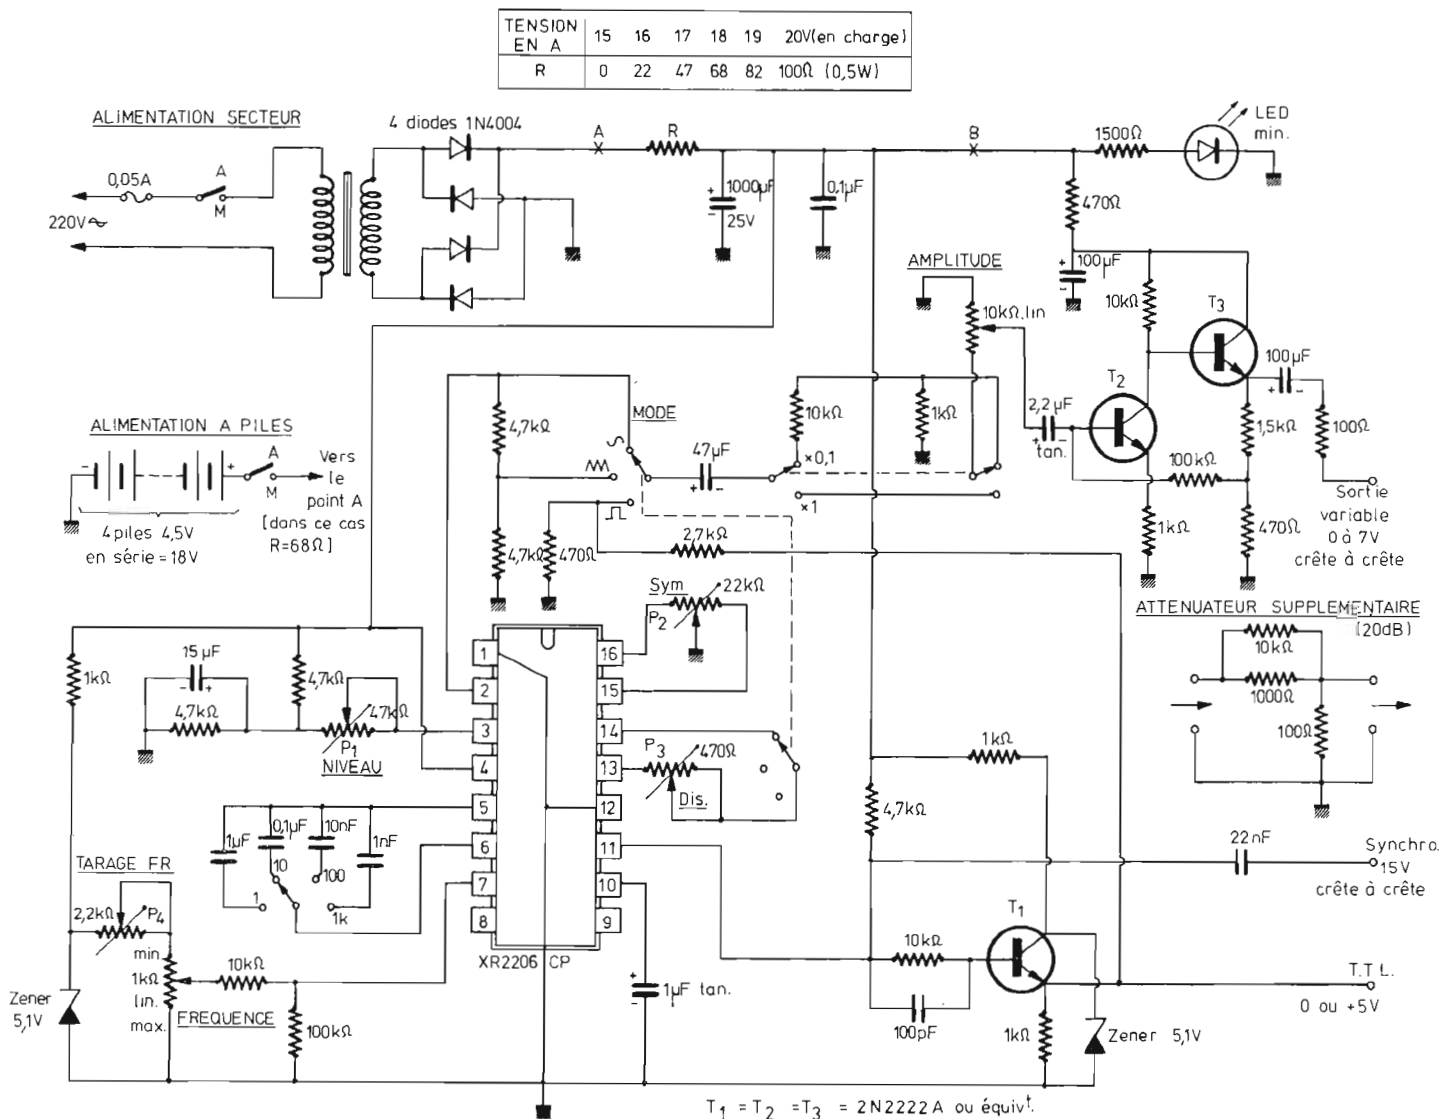 TENSION EN A 15 16 17 18 19 20V(en charge)
R 0 22 47 68 82 100Ω (0,5W)
ALIMENTATION SECTEUR
4 diodes 1N4004
A
R
B
1500Ω
LED
min.
0,05A
A
M
220V~
+
1000µF
-
25V
0,1µF
470Ω
AMPLITUDE
+
100µF
-
10kΩ
T3
10kΩ.lin
100µF
+ -
T2
2,2µF
+ -
tan.
1,5kΩ
100Ω
100kΩ
1kΩ
470Ω
Sortie
variable
0 à 7V
crête à crête
4,7kΩ
MODE
10kΩ
1kΩ
47µF
+ -
×0,1
×1
ALIMENTATION A PILES
- +
A
M
Vers
le
point A
[dans ce cas
R=68Ω]
4 piles 4,5V
en série = 18V
4,7kΩ
470Ω
2,7kΩ
Sym
22kΩ
P2
ATTENUATEUR SUPPLEMENTAIRE
(20dB)
10kΩ
1000Ω
100Ω
15µF
- +
1kΩ
4,7kΩ
4,7kΩ
47kΩ
P1
NIVEAU
1
2
3
4
5
6
7
8
16
15
14
13
12
11
10
9
XR2206 CP
P3
470Ω
Dis.
1kΩ
4,7kΩ
1µF
0,1µF
10nF
1nF
1
10
100
1k
22nF
Synchro.
15V
crête à crête
TARAGE FR
2,2kΩ
P4
min
1kΩ
lin.
max.
10kΩ
FREQUENCE
100kΩ
Zener
5,1V
+
1µF tan.
-
T1
10kΩ
100pF
1kΩ
Zener 5,1V
T.T.L.
0 ou +5V
T1 = T2 = T3 = 2N2222A ou équivt.